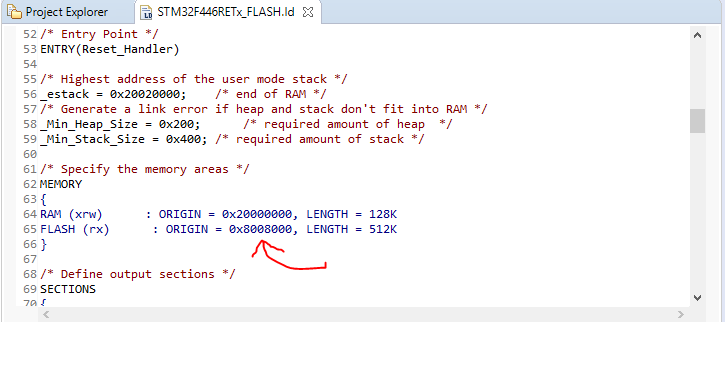 Project Explorer STM32F446RETx_FLASH.ld
52 /* Entry Point */
53 ENTRY(Reset_Handler)
54
55 /* Highest address of the user mode stack */
56 _estack = 0x20020000;    /* end of RAM */
57 /* Generate a link error if heap and stack don't fit into RAM */
58 _Min_Heap_Size = 0x200;      /* required amount of heap  */
59 _Min_Stack_Size = 0x400; /* required amount of stack */
60
61 /* Specify the memory areas */
62 MEMORY
63 {
64 RAM (xrw)      : ORIGIN = 0x20000000, LENGTH = 128K
65 FLASH (rx)      : ORIGIN = 0x8008000, LENGTH = 512K
66 }
67
68 /* Define output sections */
69 SECTIONS
70 {